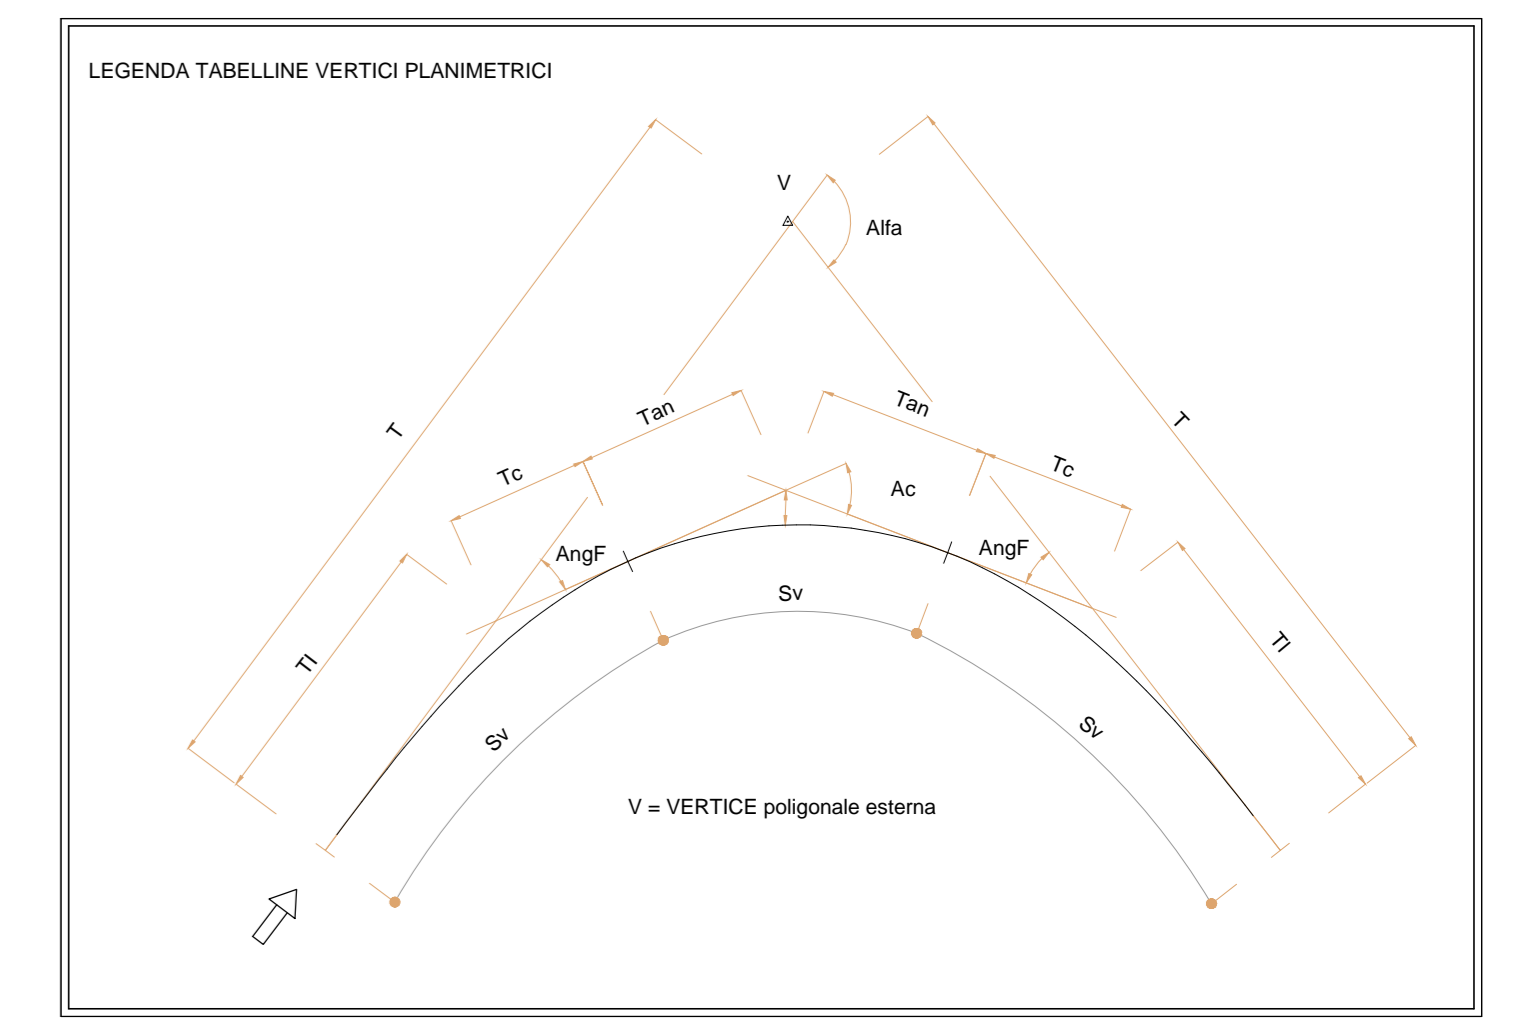 LEGENDA TABELLINE VERTICI PLANIMETRICI
V
Alfa
T
Tan
Tan
T
Tc
Tc
Ac
AngF
AngF
Sv
Tl
Tl
Sv
Sv
V = VERTICE poligonale esterna